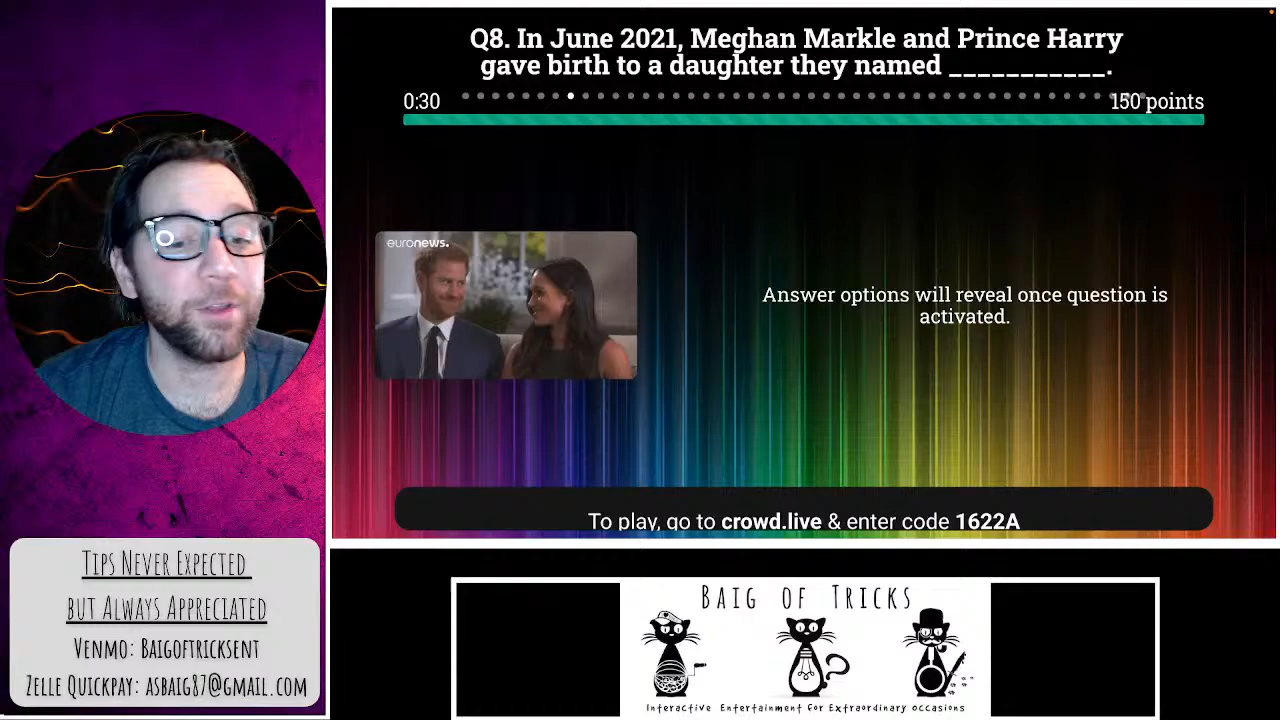 Q8. In June 2021, Meghan Markle and Prince Harry
gave birth to a daughter they named ___________.
0:30
150 points
euronews.
Answer options will reveal once question is
activated.
To play, go to crowd.live & enter code 1622A
Tips Never Expected
but Always Appreciated
Venmo: Baigoftricksent
Zelle Quickpay: asbaig87@gmail.com
Baig of Tricks
Interactive Entertainment for Extraordinary Occasions